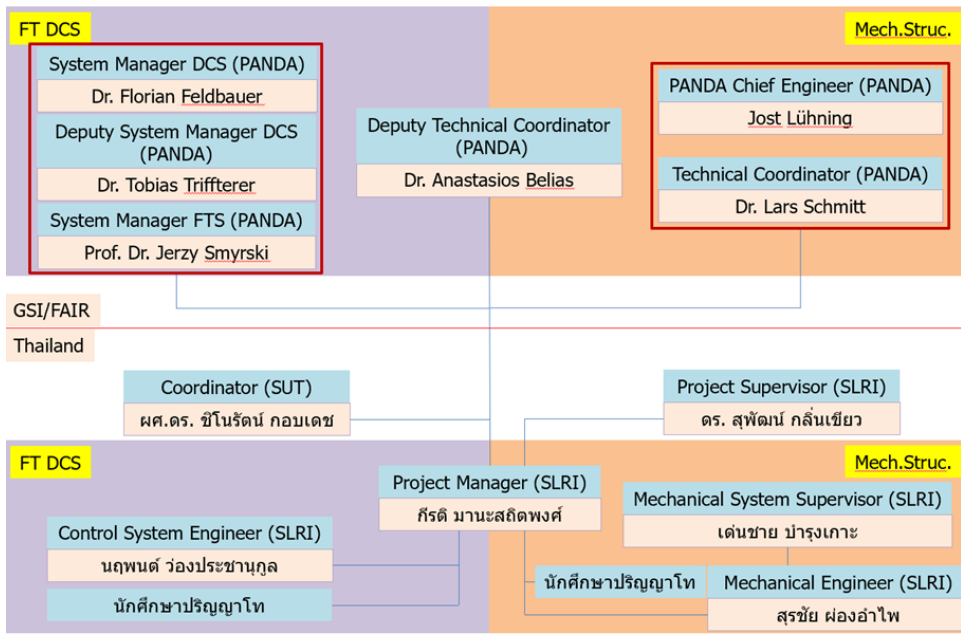 FT DCS
Mech.Struc.
System Manager DCS (PANDA)
Dr. Florian Feldbauer
Deputy System Manager DCS
(PANDA)
Dr. Tobias Triffterer
System Manager FTS (PANDA)
Prof. Dr. Jerzy Smyrski
Deputy Technical Coordinator
(PANDA)
Dr. Anastasios Belias
PANDA Chief Engineer (PANDA)
Jost Lühning
Technical Coordinator (PANDA)
Dr. Lars Schmitt
GSI/FAIR
Thailand
Coordinator (SUT)
ผศ.ดร. ชิโนรัตน์ กอบเดช
Project Supervisor (SLRI)
ดร. สุพัฒน์ กลิ่นเขียว
FT DCS
Mech.Struc.
Project Manager (SLRI)
กีรติ มานะสถิตพงศ์
Control System Engineer (SLRI)
นฤพนต์ ว่องประชานุกูล
นักศึกษาปริญญาโท
Mechanical System Supervisor (SLRI)
เด่นชาย บำรุงเกาะ
นักศึกษาปริญญาโท
Mechanical Engineer (SLRI)
สุรชัย ผ่องอำไพ